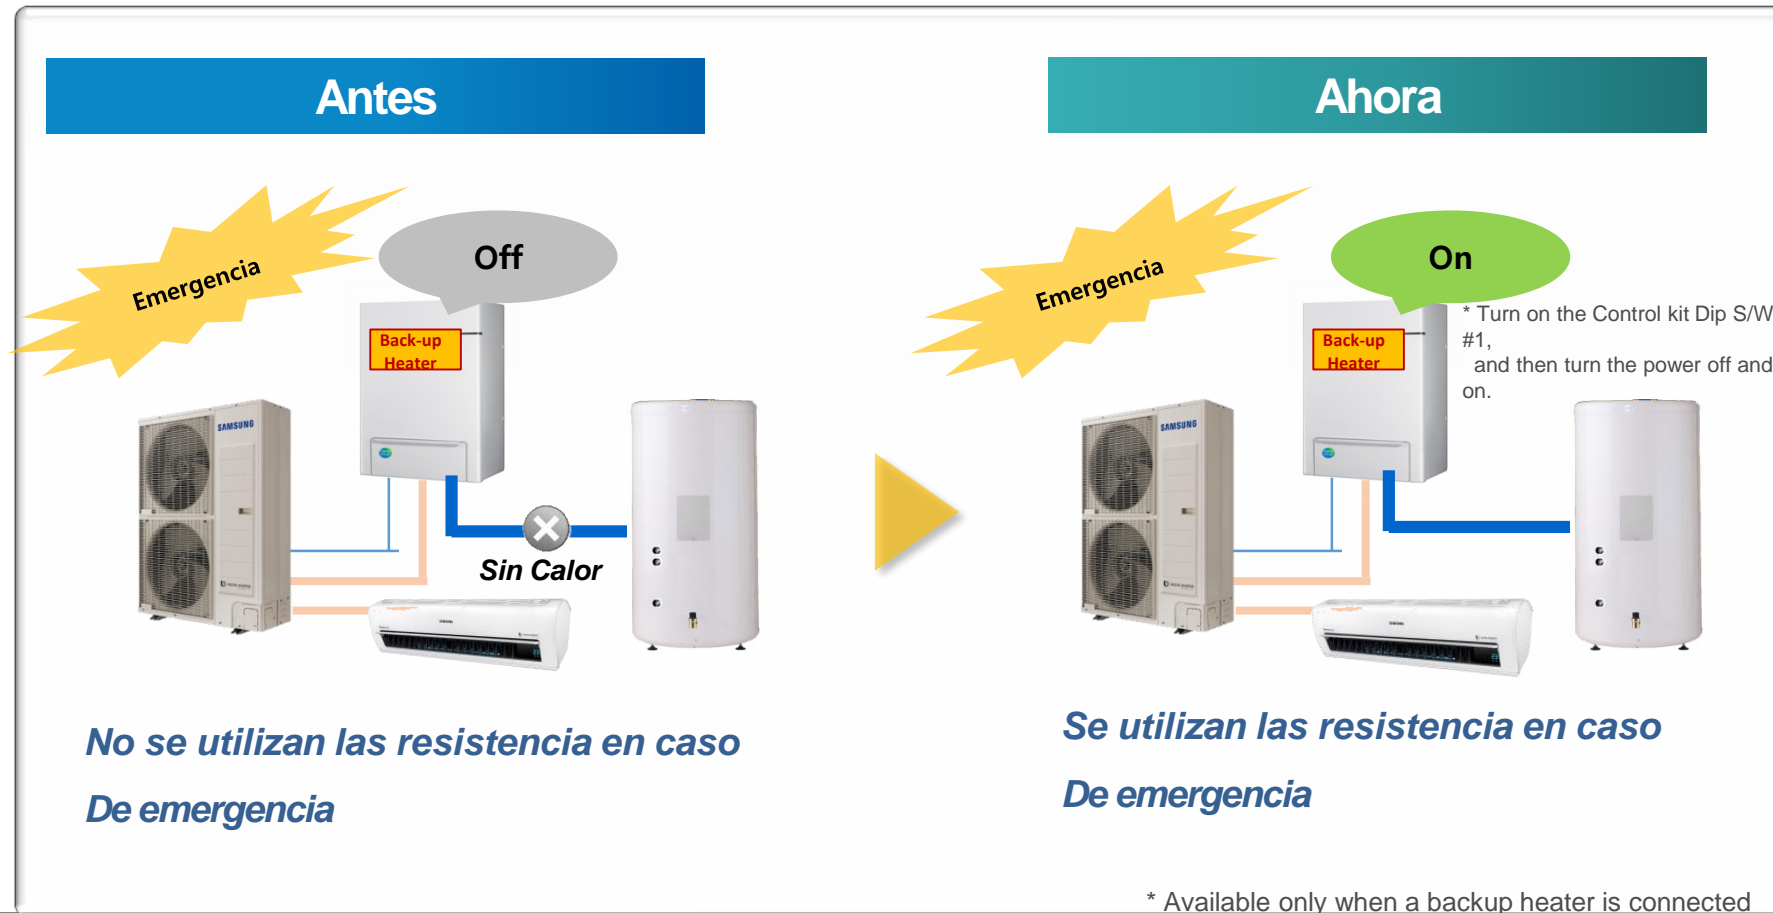 Antes
Emergencia
Off
Back-up
Heater
SAMSUNG
Sin Calor
SAMSUNG
No se utilizan las resistencia en caso
De emergencia
Ahora
Emergencia
On
* Turn on the Control kit Dip S/W
#1,
and then turn the power off and
on.
Back-up
Heater
SAMSUNG
SAMSUNG
Se utilizan las resistencia en caso
De emergencia
* Available only when a backup heater is connected